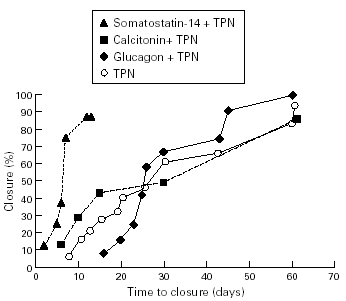 Somatostatin-14 + TPN
Calcitonin+ TPN
Glucagon + TPN
TPN
100
90
80
70
60
50
40
30
20
10
0
Closure (%)
0 10 20 30 40 50 60 70
Time to closure (days)